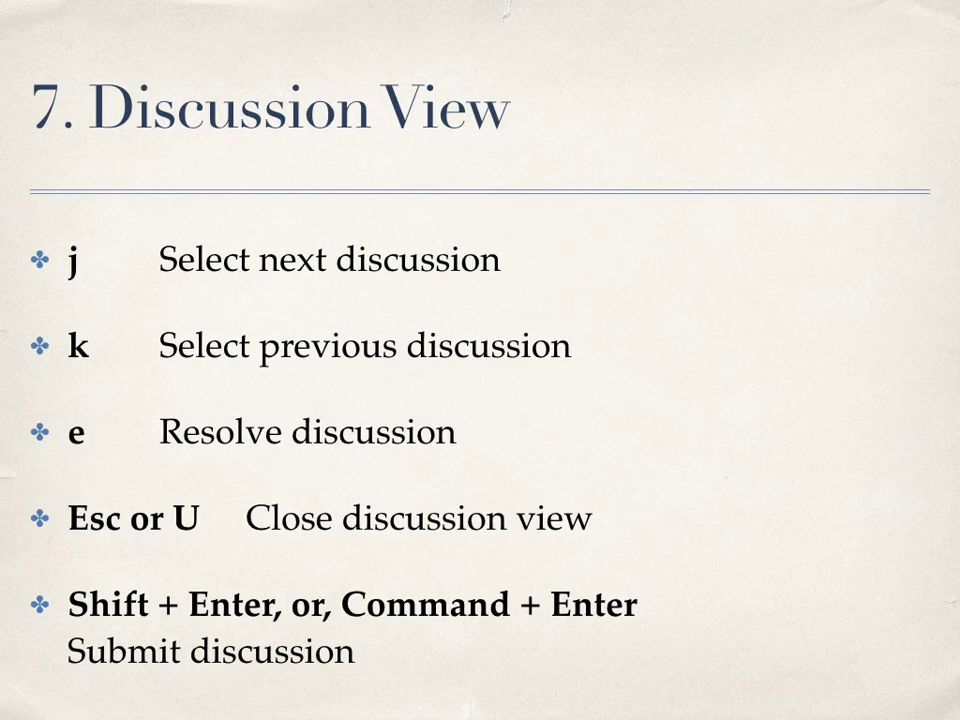 7. Discussion View
j Select next discussion
k Select previous discussion
e Resolve discussion
Esc or U Close discussion view
Shift + Enter, or, Command + Enter
Submit discussion